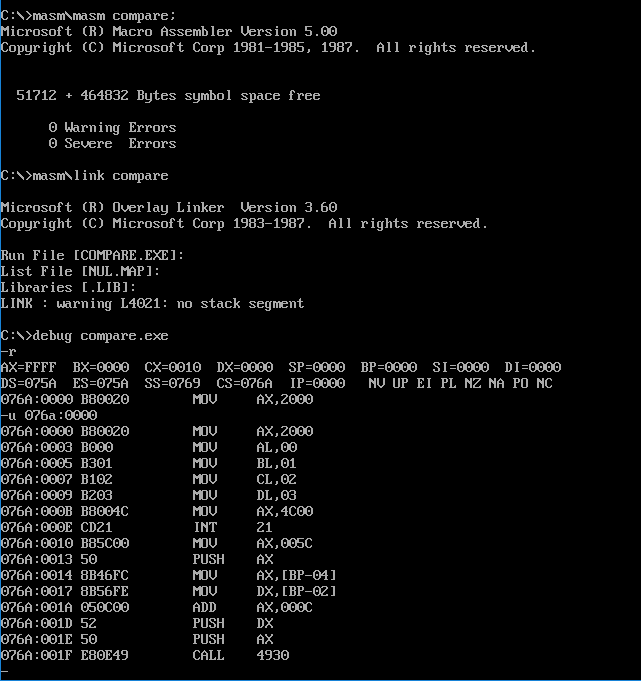 C:\>masm\masm compare;
Microsoft (R) Macro Assembler Version 5.00
Copyright (C) Microsoft Corp 1981-1985, 1987.  All rights reserved.
51712 + 464832 Bytes symbol space free
0 Warning Errors
0 Severe  Errors
C:\>masm\link compare
Microsoft (R) Overlay Linker  Version 3.60
Copyright (C) Microsoft Corp 1983-1987.  All rights reserved.
Run File [COMPARE.EXE]:
List File [NUL.MAP]:
Libraries [.LIB]:
LINK : warning L4021: no stack segment
C:\>debug compare.exe
-r
AX=FFFF  BX=0000  CX=0010  DX=0000  SP=0000  BP=0000  SI=0000  DI=0000
DS=075A  ES=075A  SS=0769  CS=076A  IP=0000   NV UP EI PL NZ NA PO NC
076A:0000 B80020        MOV     AX,2000
-u 076a:0000
076A:0000 B80020        MOV     AX,2000
076A:0003 B000          MOV     AL,00
076A:0005 B301          MOV     BL,01
076A:0007 B102          MOV     CL,02
076A:0009 B203          MOV     DL,03
076A:000B B8004C        MOV     AX,4C00
076A:000E CD21          INT     21
076A:0010 B85C00        MOV     AX,005C
076A:0013 50            PUSH    AX
076A:0014 8B46FC        MOV     AX,[BP-04]
076A:0017 8B56FE        MOV     DX,[BP-02]
076A:001A 050C00        ADD     AX,000C
076A:001D 52            PUSH    DX
076A:001E 50            PUSH    AX
076A:001F E80E49        CALL    4930
-